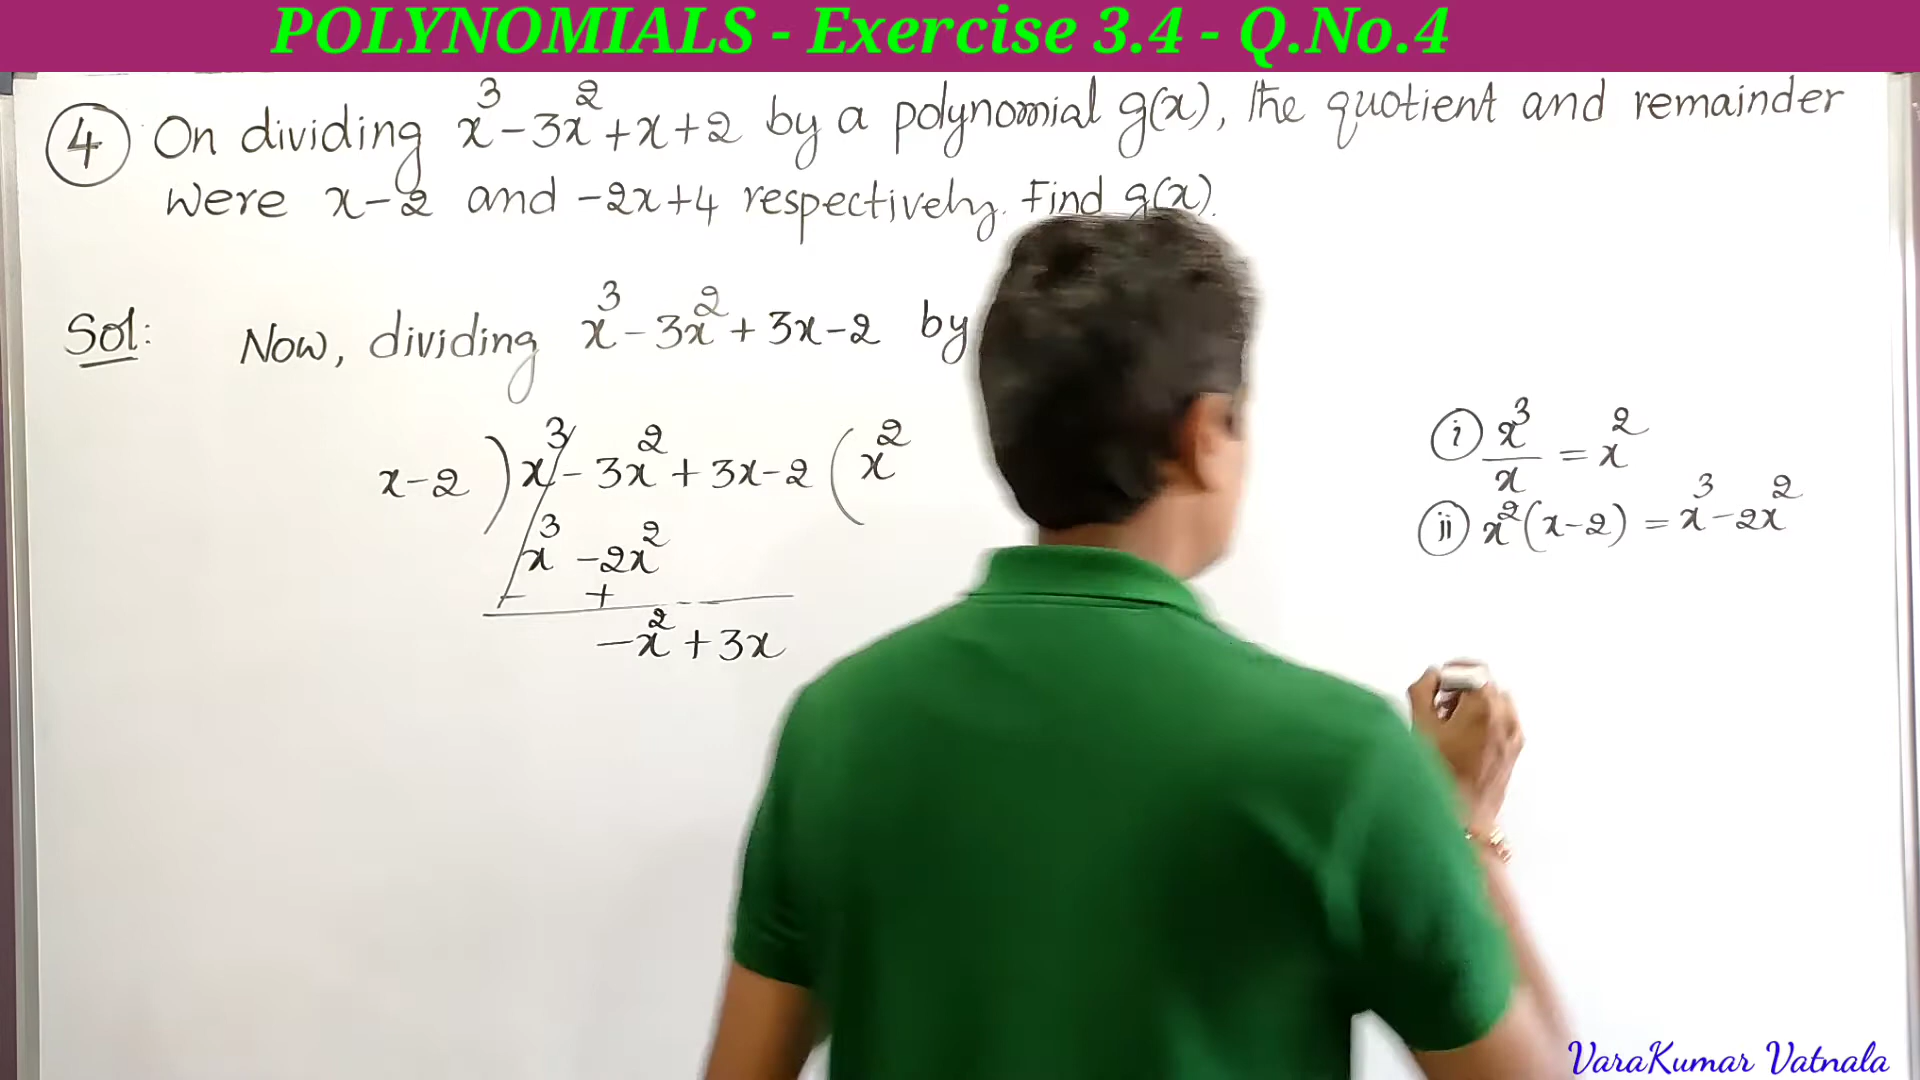 POLYNOMIALS - Exercise 3.4 - Q.No.4
④ On dividing x³-3x²+x+2 by a polynomial g(x), the quotient and remainder
were x-2 and -2x+4 respectively. Find g(x).
Sol: Now, dividing x³-3x²+3x-2 by
x-2 ) x³-3x²+3x-2 ( x²
x³ -2x²
- +
-x²+3x
ⓘ x³/x = x²
ⓘⓘ x²(x-2) = x³-2x²
VaraKumar Vatnala